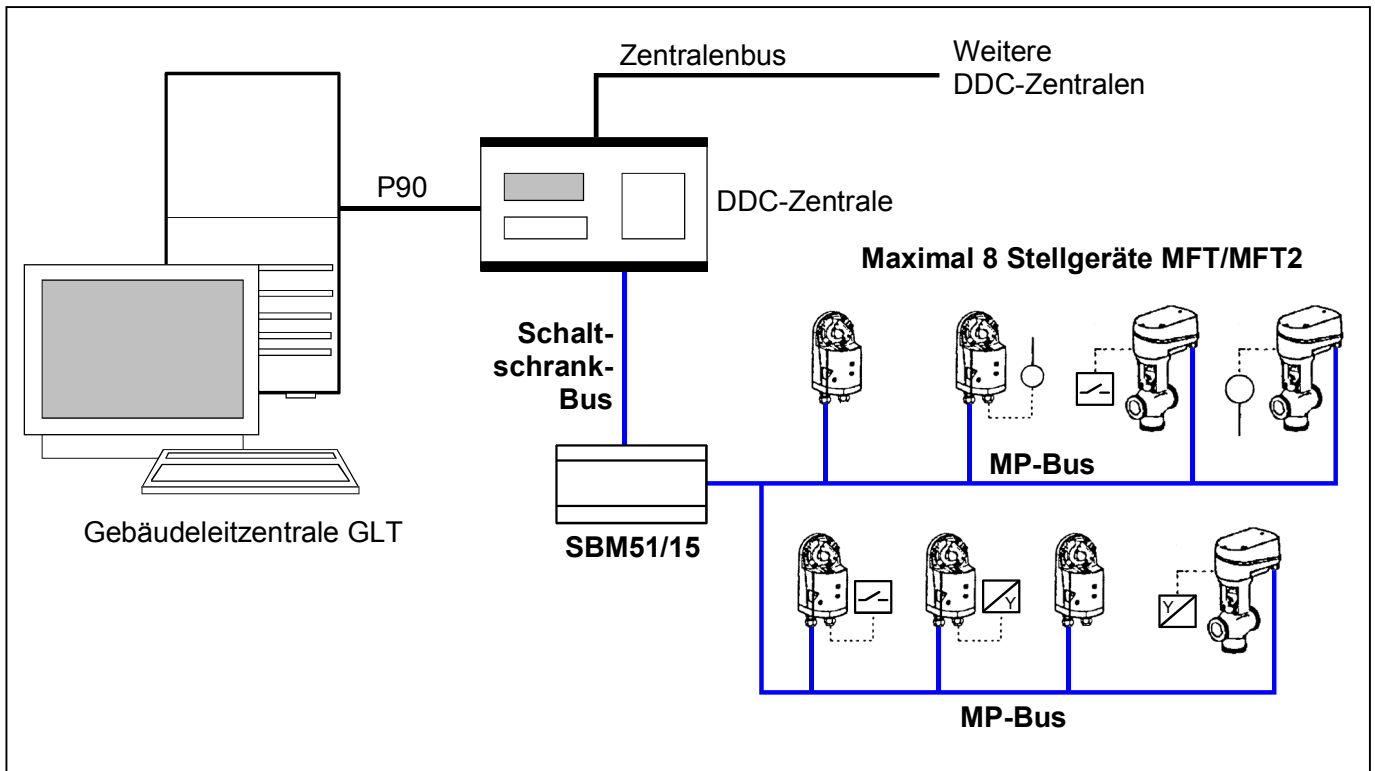 Zentralenbus
Weitere
DDC-Zentralen
P90
DDC-Zentrale
Maximal 8 Stellgeräte MFT/MFT2
Schalt-
schrank-
Bus
MP-Bus
Gebäudeleitzentrale GLT
SBM51/15
Y
Y
MP-Bus